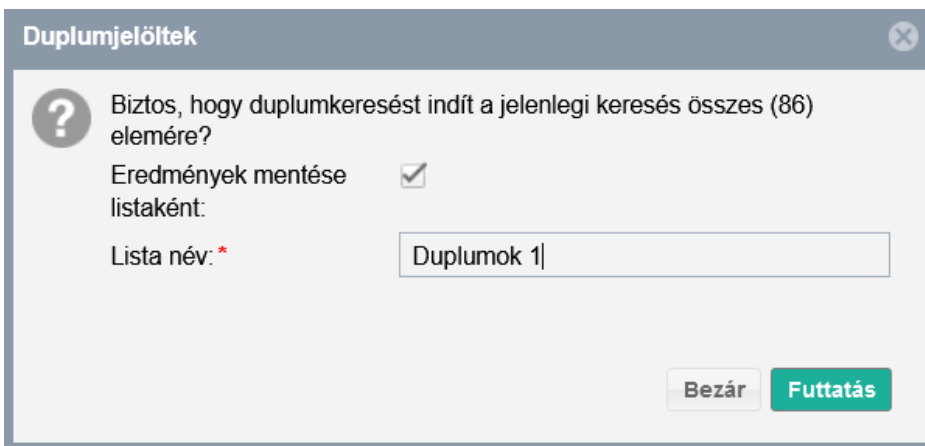 Duplumjelöltek
Biztos, hogy duplumkeresést indít a jelenlegi keresés összes (86)
elemére?
Eredmények mentése
listaként:
Lista név: *
Duplumok 1
Bezár
Futtatás